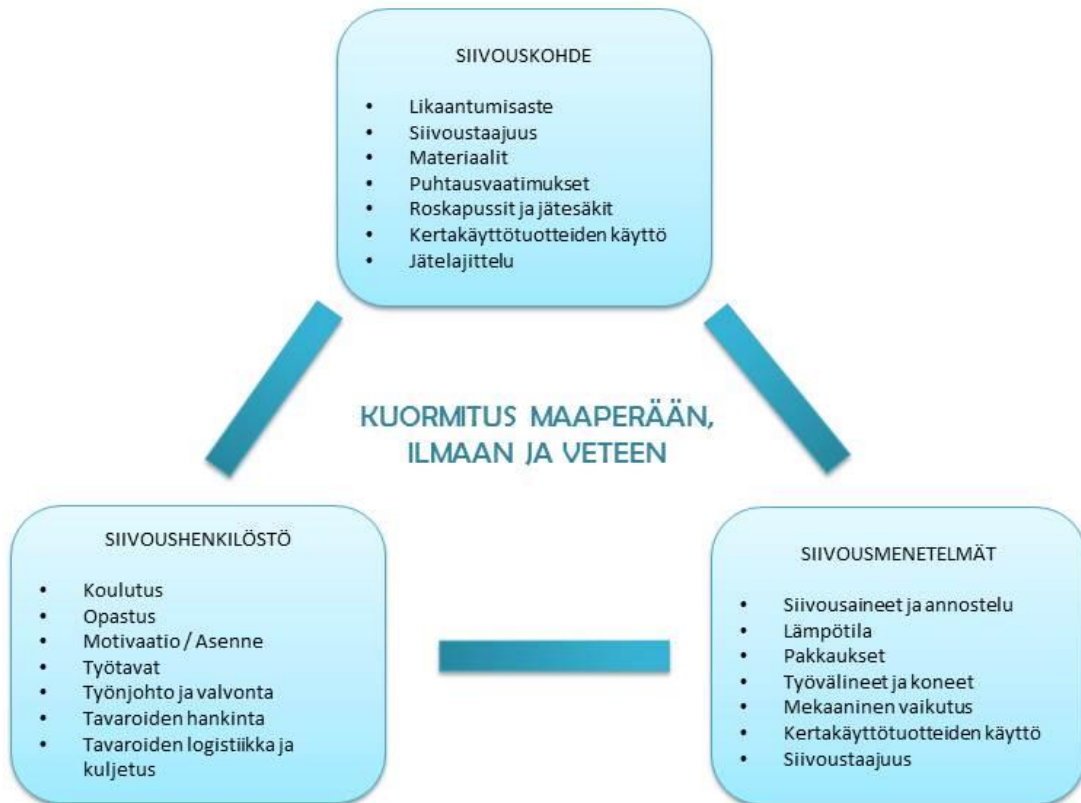 SIIVOUSKOHDE
• Likaantumisaste
• Siivoustaajuus
• Materiaalit
• Puhtausvaatimukset
• Roskapussit ja jätesäkit
• Kertakäyttötuotteiden käyttö
• Jätelajittelu
KUORMITUS MAAPERÄÄN,
ILMAAN JA VETEEN
SIIVOUSHENKILÖSTÖ
• Koulutus
• Opastus
• Motivaatio / Asenne
• Työtavat
• Työnjohto ja valvonta
• Tavaroiden hankinta
• Tavaroiden logistiikka ja
kuljetus
SIIVOUSMENETELMÄT
• Siivousaineet ja annostelu
• Lämpötila
• Pakkaukset
• Työvälineet ja koneet
• Mekaaninen vaikutus
• Kertakäyttötuotteiden käyttö
• Siivoustaajuus